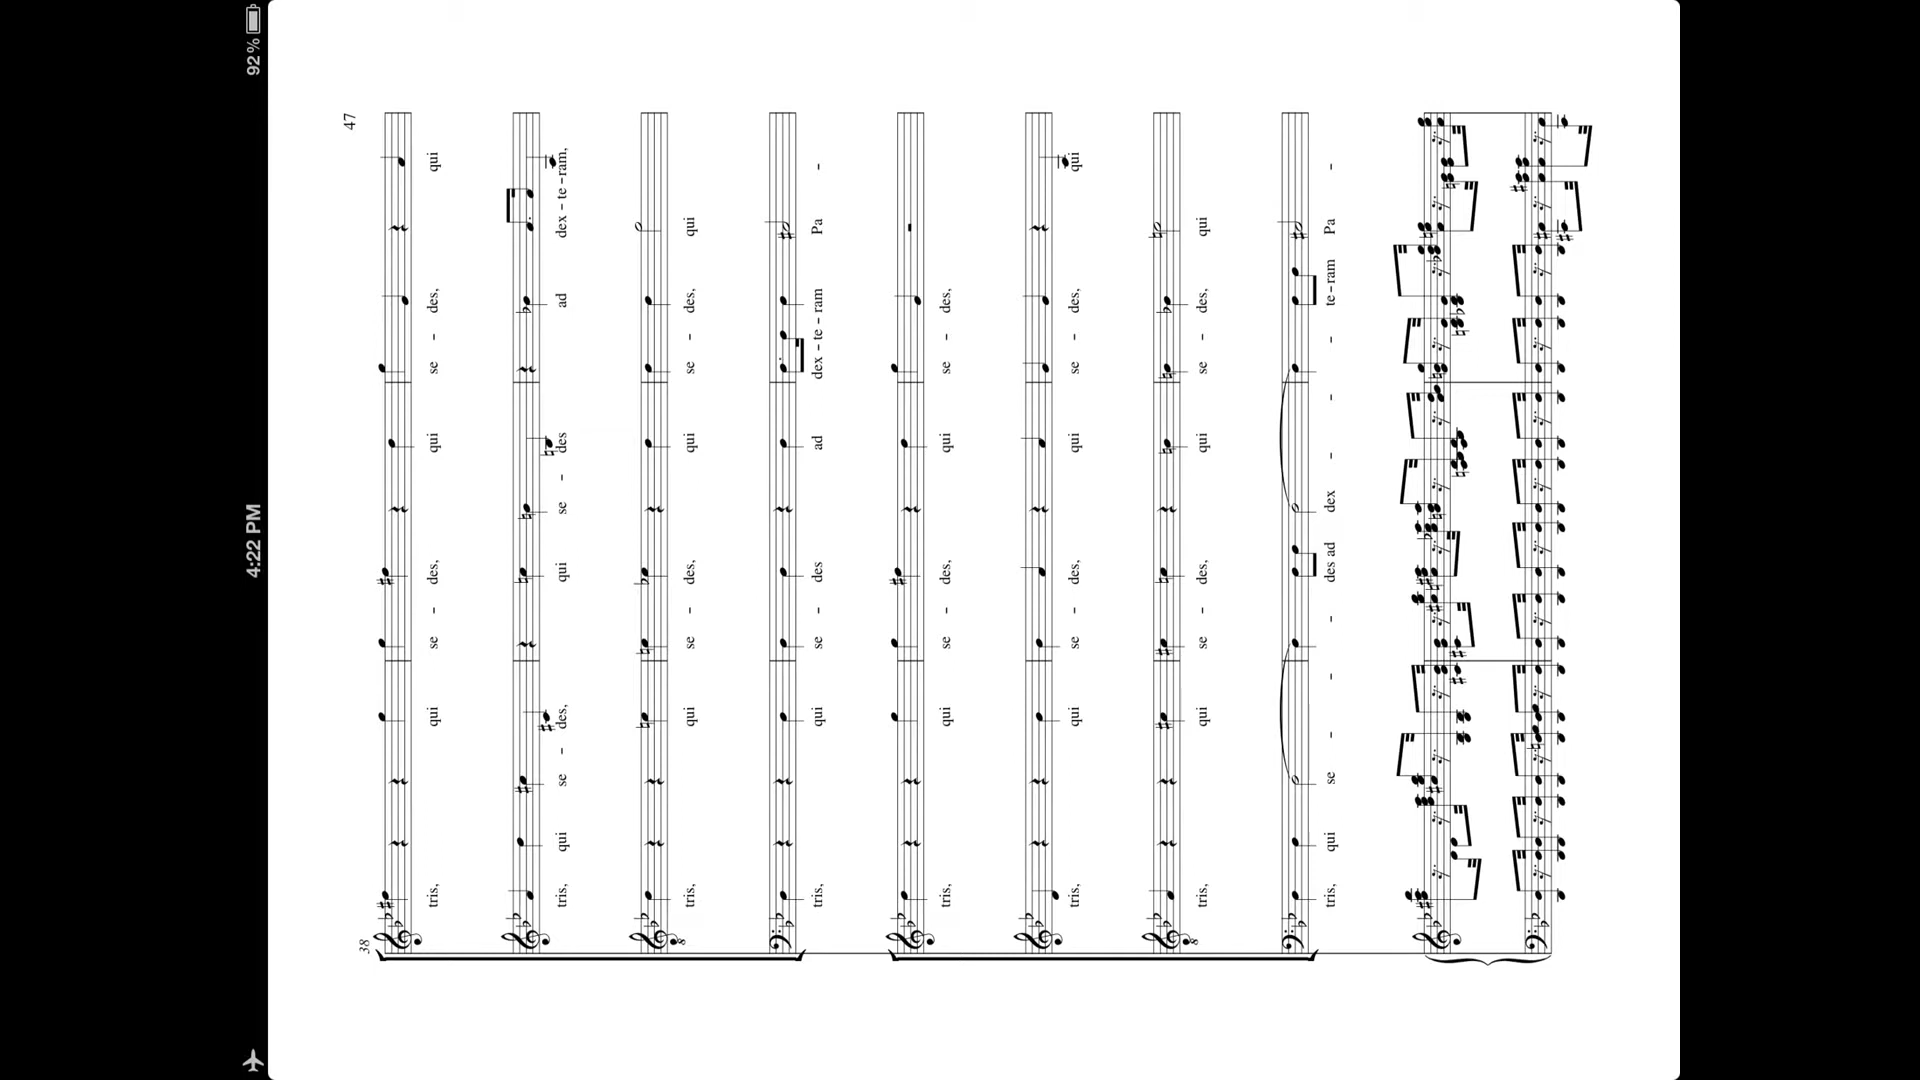 4:22 PM 92%
47
38
tris, qui se - des, qui se - des, qui
tris, qui se - des, qui se - des ad dex - te - ram,
tris, qui se - des, qui se - des, qui
tris, qui se - des ad dex - te - ram Pa -
tris, qui se - des, qui se - des,
tris, qui se - des, qui se - des, qui
tris, qui se - des, qui se - des, qui
tris, qui se - - - des ad dex - - - te - ram Pa -